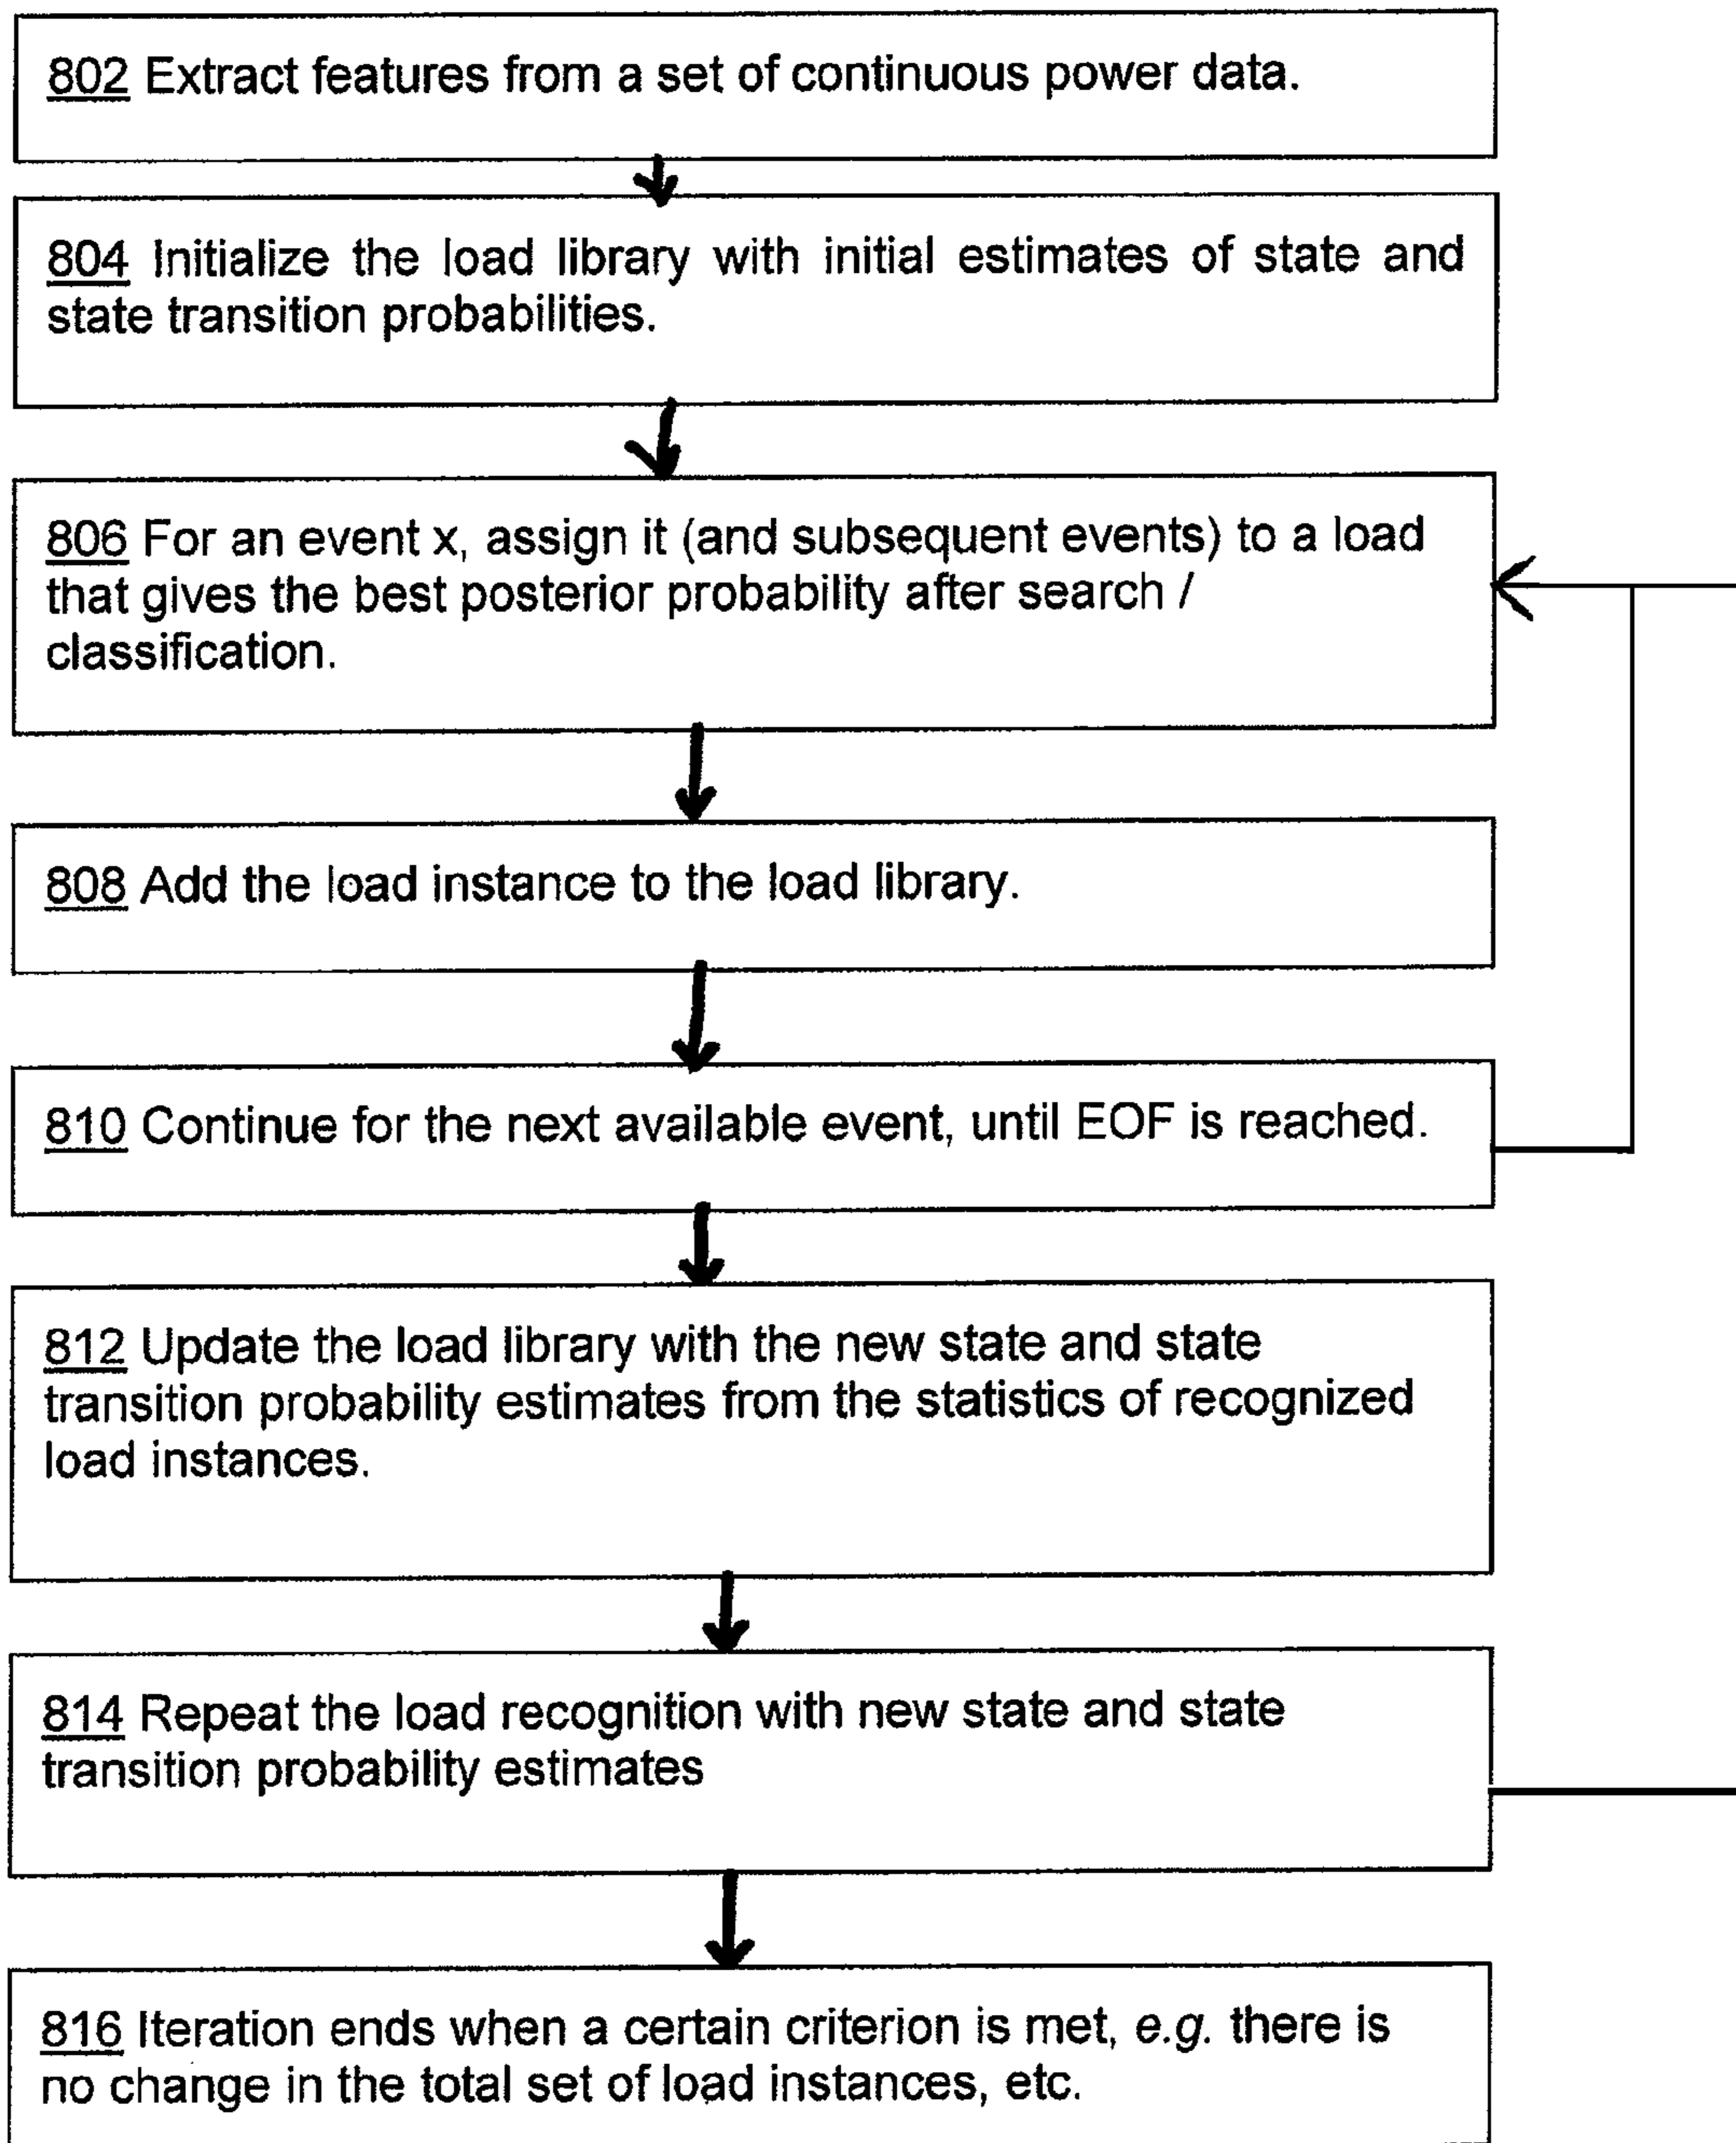 802 Extract features from a set of continuous power data.
804 Initialize the load library with initial estimates of state and
state transition probabilities.
806 For an event x, assign it (and subsequent events) to a load
that gives the best posterior probability after search /
classification.
808 Add the load instance to the load library.
810 Continue for the next available event, until EOF is reached.
812 Update the load library with the new state and state
transition probability estimates from the statistics of recognized
load instances.
814 Repeat the load recognition with new state and state
transition probability estimates
816 Iteration ends when a certain criterion is met, e.g. there is
no change in the total set of load instances, etc.